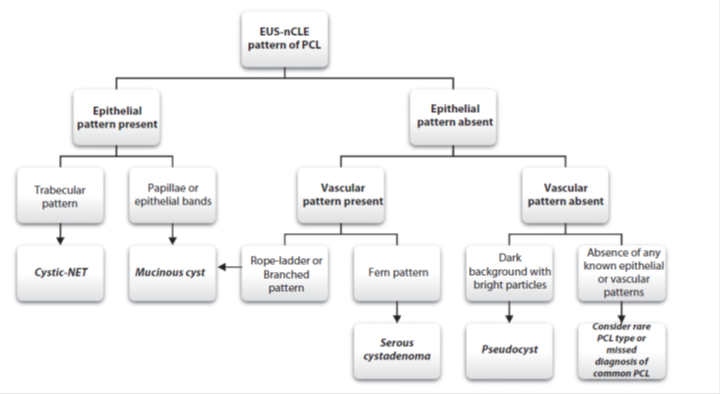 EUS-nCLE
pattern of PCL
Epithelial
pattern present
Epithelial
pattern absent
Trabecular
pattern
Papillae or
epithelial bands
Vascular
pattern present
Vascular
pattern absent
Cystic-NET
Mucinous cyst
Rope-ladder or
Branched
pattern
Fern pattern
Dark
background with
bright particles
Absence of any
known epithelial
or vascular
patterns
Serous
cystadenoma
Pseudocyst
Consider rare
PCL type or
missed
diagnosis of
common PCL